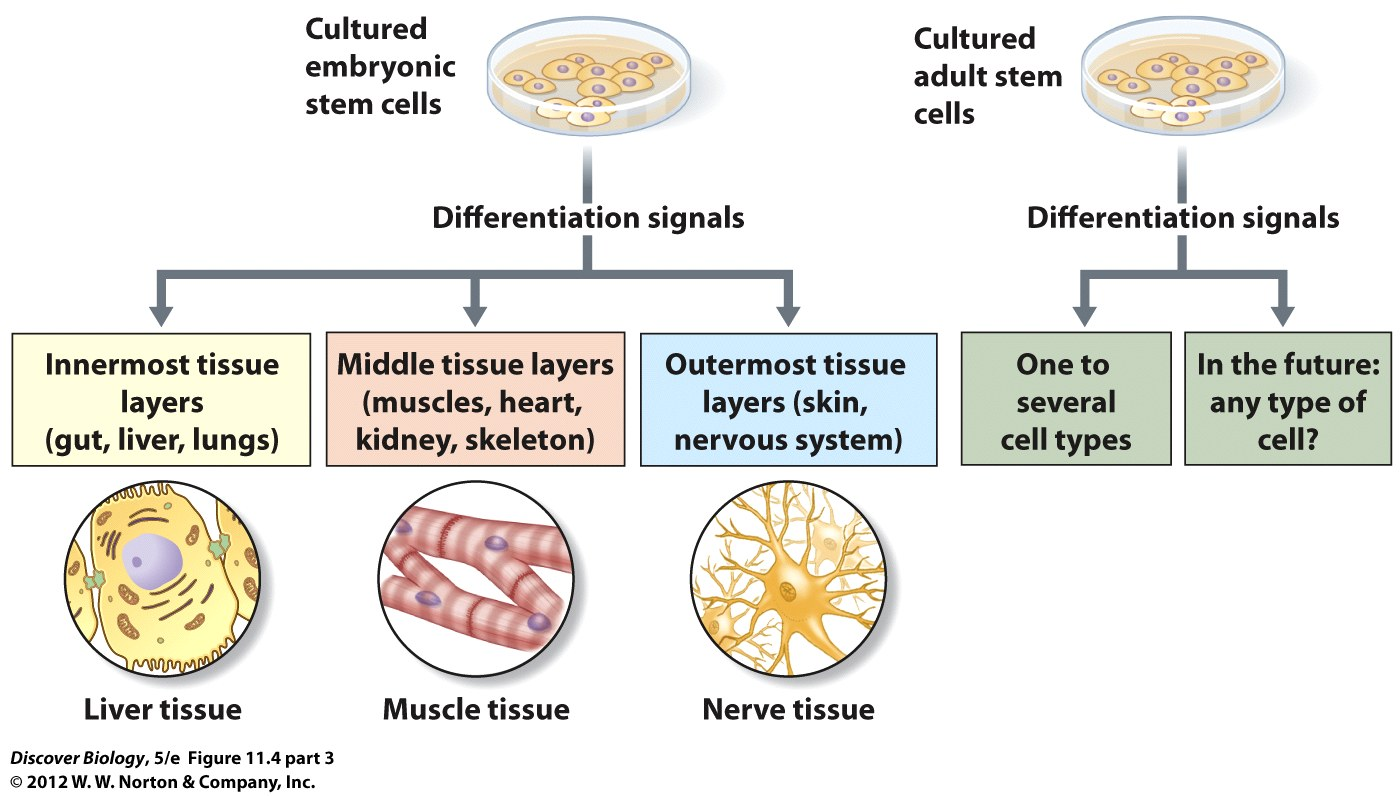 Cultured
embryonic
stem cells
Cultured
adult stem
cells
Differentiation signals
Differentiation signals
Innermost tissue
layers
(gut, liver, lungs)
Middle tissue layers
(muscles, heart,
kidney, skeleton)
Outermost tissue
layers (skin,
nervous system)
One to
several
cell types
In the future:
any type of
cell?
Liver tissue
Muscle tissue
Nerve tissue
Discover Biology, 5/e Figure 11.4 part 3
© 2012 W. W. Norton & Company, Inc.